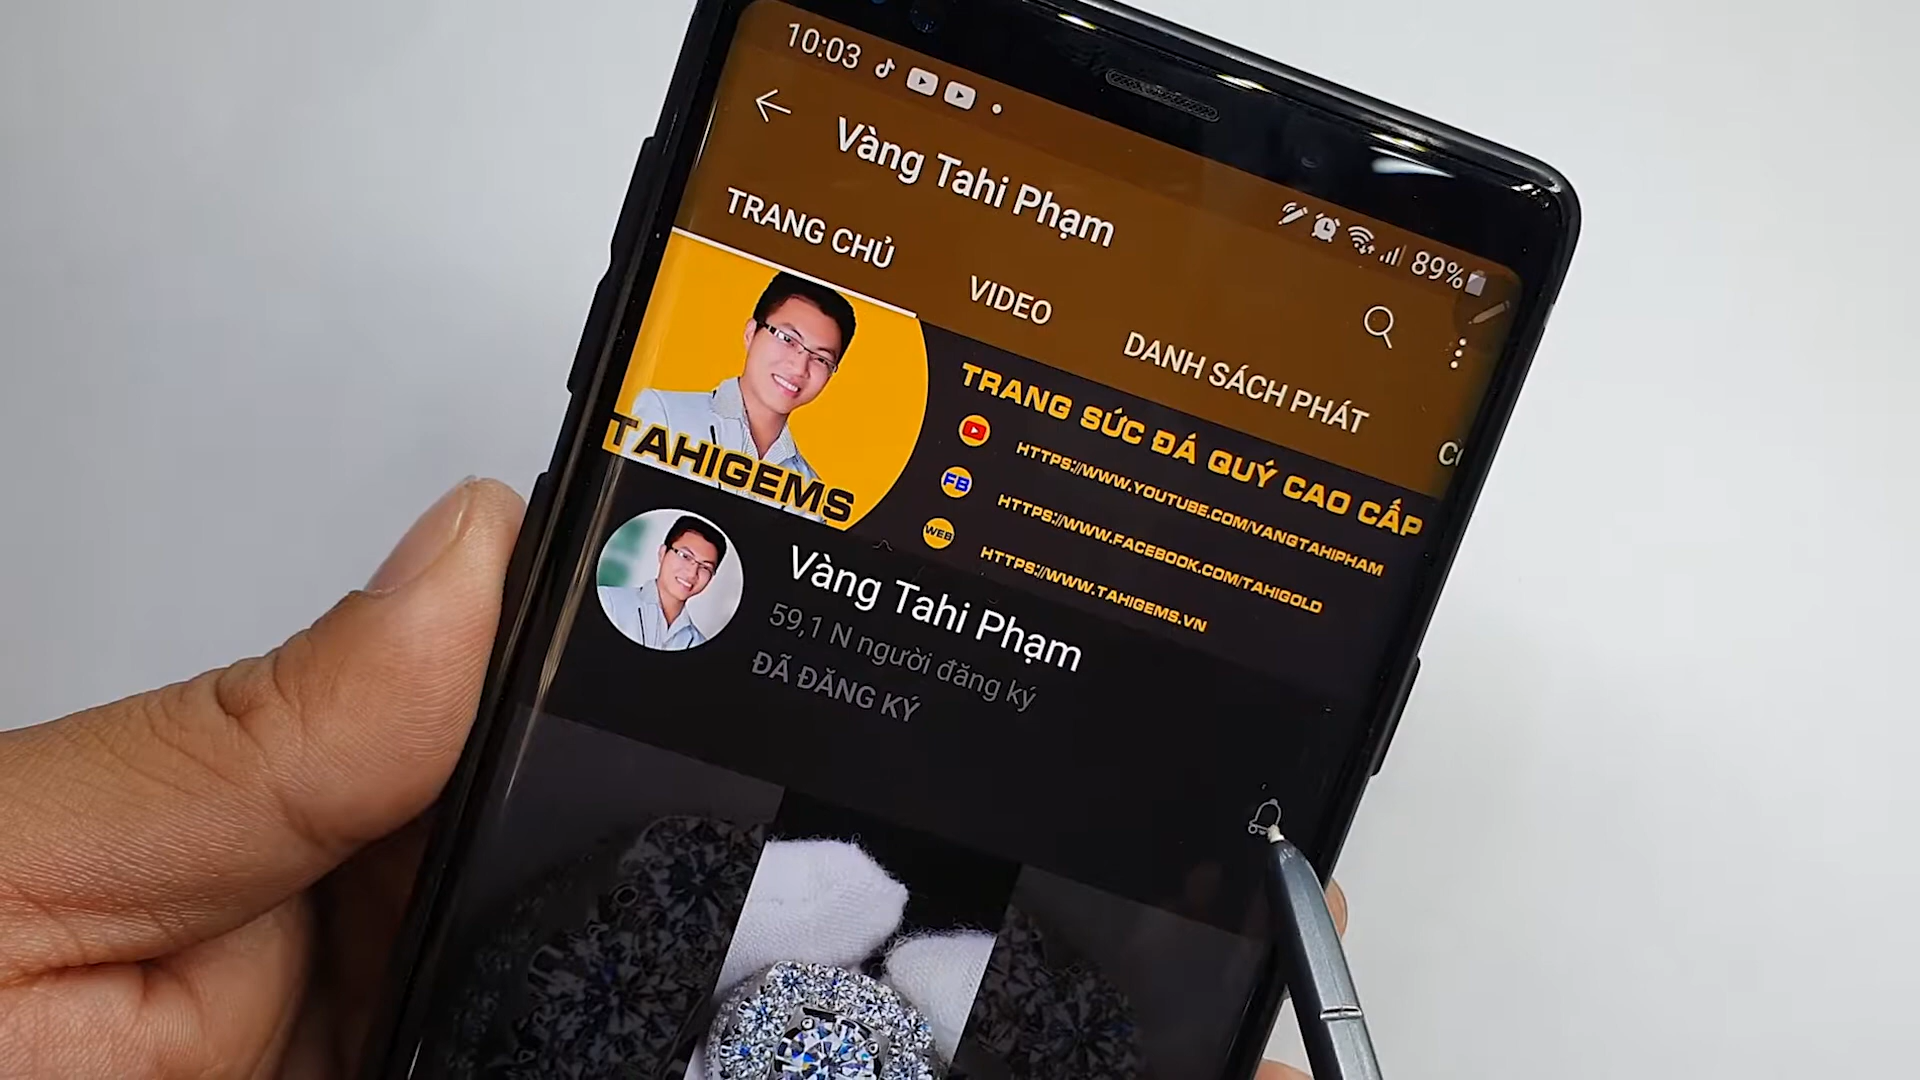 10:03
89%
Vàng Tahi Phạm
TRANG CHỦ
VIDEO
DANH SÁCH PHÁT
TAHIGEMS
TRANG SỨC ĐÁ QUÝ CAO CẤP
HTTPS://WWW.YOUTUBE.COM/VANGTAHIPHAM
FB
HTTPS://WWW.FACEBOOK.COM/TAHIGOLD
WEB
HTTPS://WWW.TAHIGEMS.VN
Vàng Tahi Phạm
59,1 N người đăng ký
ĐÃ ĐĂNG KÝ